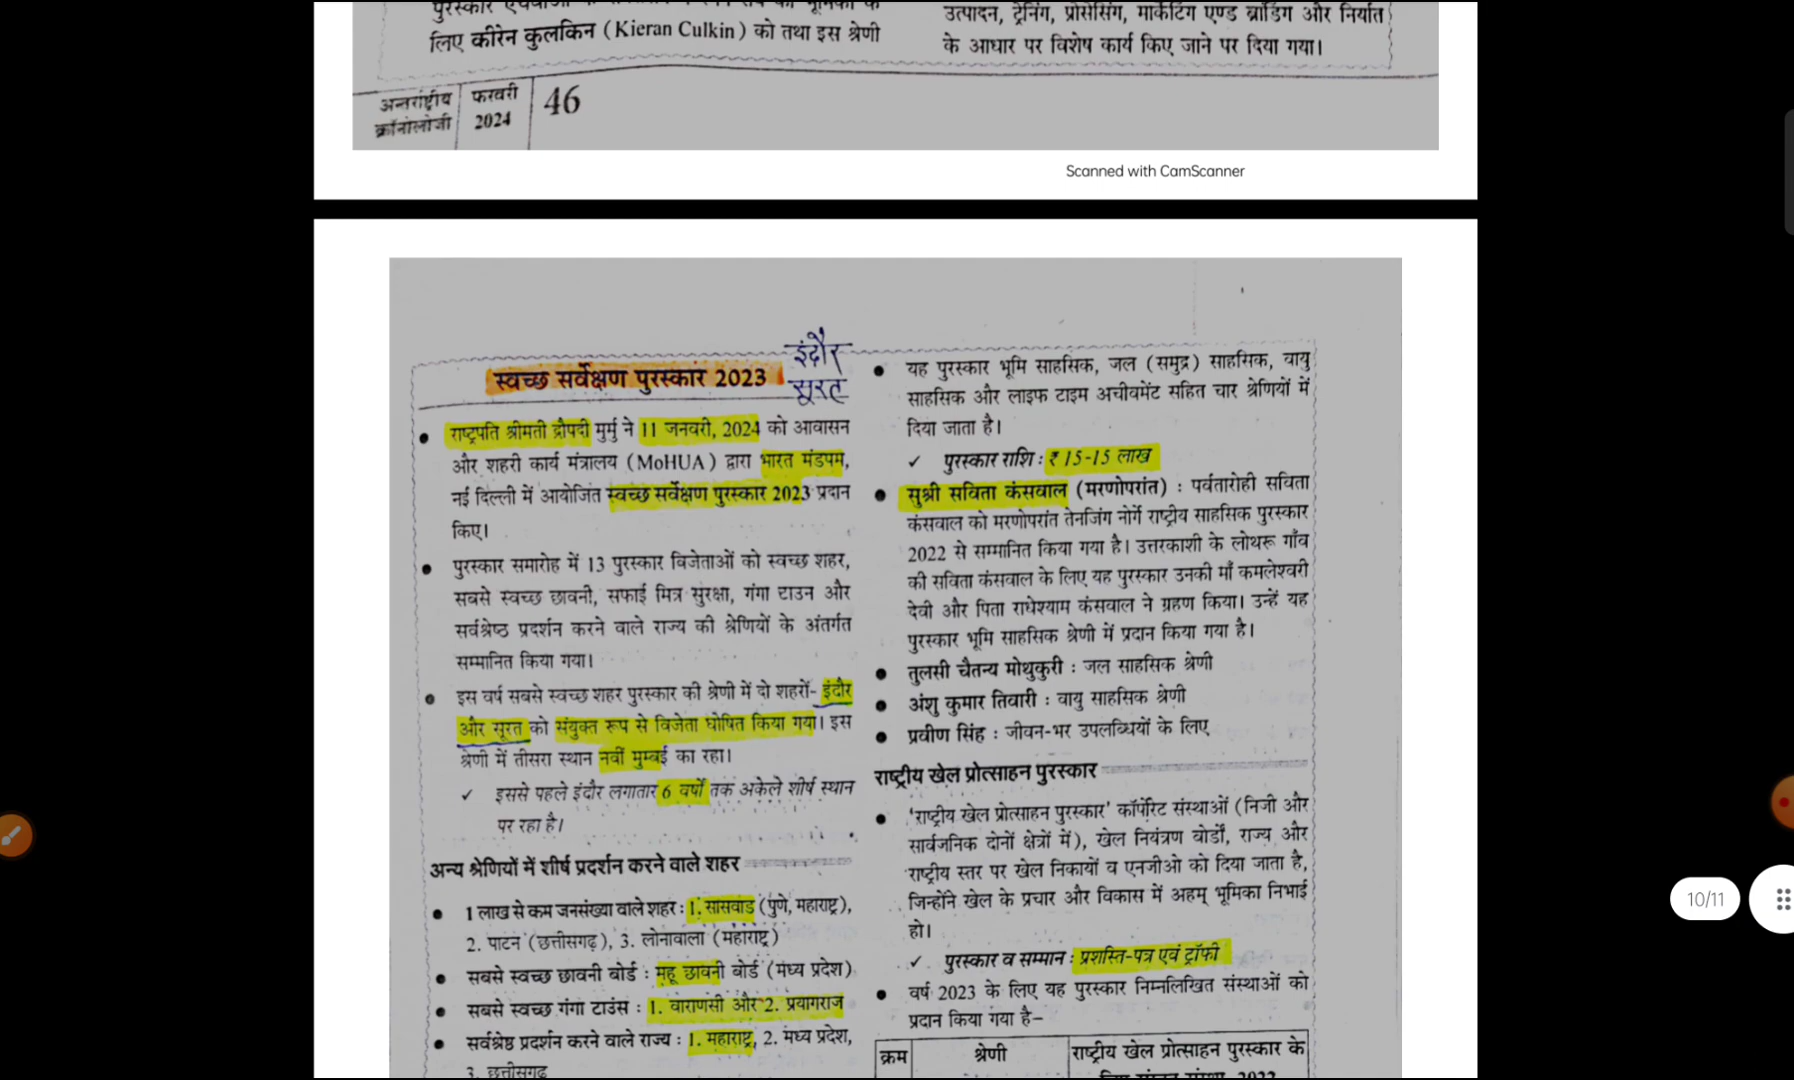 लिए कीरेन कुलकिन (Kieran Culkin) को तथा इस श्रेणी
उत्पादन, ट्रेनिंग, प्रोसेसिंग, मार्केटिंग एण्ड ब्रांडिंग और निर्यात
के आधार पर विशेष कार्य किए जाने पर दिया गया।
अन्तर्राष्ट्रीय
क्रॉनोलॉजी
फरवरी
2024
46
Scanned with CamScanner
स्वच्छ सर्वेक्षण पुरस्कार 2023
इंदौर
सूरत
राष्ट्रपति श्रीमती द्रौपदी मुर्मु ने 11 जनवरी, 2024 को आवासन
और शहरी कार्य मंत्रालय (MoHUA) द्वारा भारत मंडपम,
नई दिल्ली में आयोजित स्वच्छ सर्वेक्षण पुरस्कार 2023 प्रदान
किए।
पुरस्कार समारोह में 13 पुरस्कार विजेताओं को स्वच्छ शहर,
सबसे स्वच्छ छावनी, सफाई मित्र सुरक्षा, गंगा टाउन और
सर्वश्रेष्ठ प्रदर्शन करने वाले राज्य की श्रेणियों के अंतर्गत
सम्मानित किया गया।
इस वर्ष सबसे स्वच्छ शहर पुरस्कार की श्रेणी में दो शहरों- इंदौर
और सूरत को संयुक्त रूप से विजेता घोषित किया गया। इस
श्रेणी में तीसरा स्थान नवीं मुम्बई का रहा।
✓ इससे पहले इंदौर लगातार 6 वर्षों तक अकेले शीर्ष स्थान
पर रहा है।
अन्य श्रेणियों में शीर्ष प्रदर्शन करने वाले शहर
1 लाख से कम जनसंख्या वाले शहर : 1. सासवाड (पुणे, महाराष्ट्र),
2. पाटन (छत्तीसगढ़), 3. लोनावाला (महाराष्ट्र)
सबसे स्वच्छ छावनी बोर्ड : महू छावनी बोर्ड (मध्य प्रदेश)
सबसे स्वच्छ गंगा टाउंस : 1. वाराणसी और 2. प्रयागराज
सर्वश्रेष्ठ प्रदर्शन करने वाले राज्य : 1. महाराष्ट्र, 2. मध्य प्रदेश,
3. छत्तीसगढ़
यह पुरस्कार भूमि साहसिक, जल (समुद्र) साहसिक, वायु
साहसिक और लाइफ टाइम अचीवमेंट सहित चार श्रेणियों में
दिया जाता है।
✓ पुरस्कार राशि : ₹ 15-15 लाख
सुश्री सविता कंसवाल (मरणोपरांत) : पर्वतारोही सविता
कंसवाल को मरणोपरांत तेनजिंग नोर्गे राष्ट्रीय साहसिक पुरस्कार
2022 से सम्मानित किया गया है। उत्तरकाशी के लोंथरू गाँव
की सविता कंसवाल के लिए यह पुरस्कार उनकी माँ कमलेश्वरी
देवी और पिता राधेश्याम कंसवाल ने ग्रहण किया। उन्हें यह
पुरस्कार भूमि साहसिक श्रेणी में प्रदान किया गया है।
तुलसी चैतन्य मोथुकुरी : जल साहसिक श्रेणी
अंशु कुमार तिवारी : वायु साहसिक श्रेणी
प्रवीण सिंह : जीवन-भर उपलब्धियों के लिए
राष्ट्रीय खेल प्रोत्साहन पुरस्कार
'राष्ट्रीय खेल प्रोत्साहन पुरस्कार' कॉर्पोरेट संस्थाओं (निजी और
सार्वजनिक दोनों क्षेत्रों में), खेल नियंत्रण बोर्डों, राज्य और
राष्ट्रीय स्तर पर खेल निकायों व एनजीओ को दिया जाता है,
जिन्होंने खेल के प्रचार और विकास में अहम् भूमिका निभाई
हो।
✓ पुरस्कार व सम्मान : प्रशस्ति-पत्र एवं ट्रॉफी
वर्ष 2023 के लिए यह पुरस्कार निम्नलिखित संस्थाओं को
प्रदान किया गया है-
क्रम
श्रेणी
राष्ट्रीय खेल प्रोत्साहन पुरस्कार के
10/11